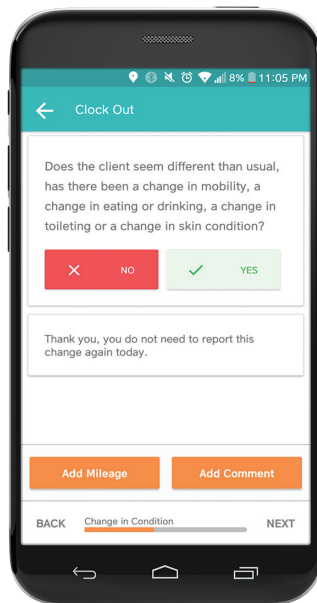 8% 11:05 PM
Clock Out
Does the client seem different than usual,
has there been a change in mobility, a
change in eating or drinking, a change in
toileting or a change in skin condition?
NO YES
Thank you, you do not need to report this
change again today.
Add Mileage Add Comment
BACK Change in Condition NEXT